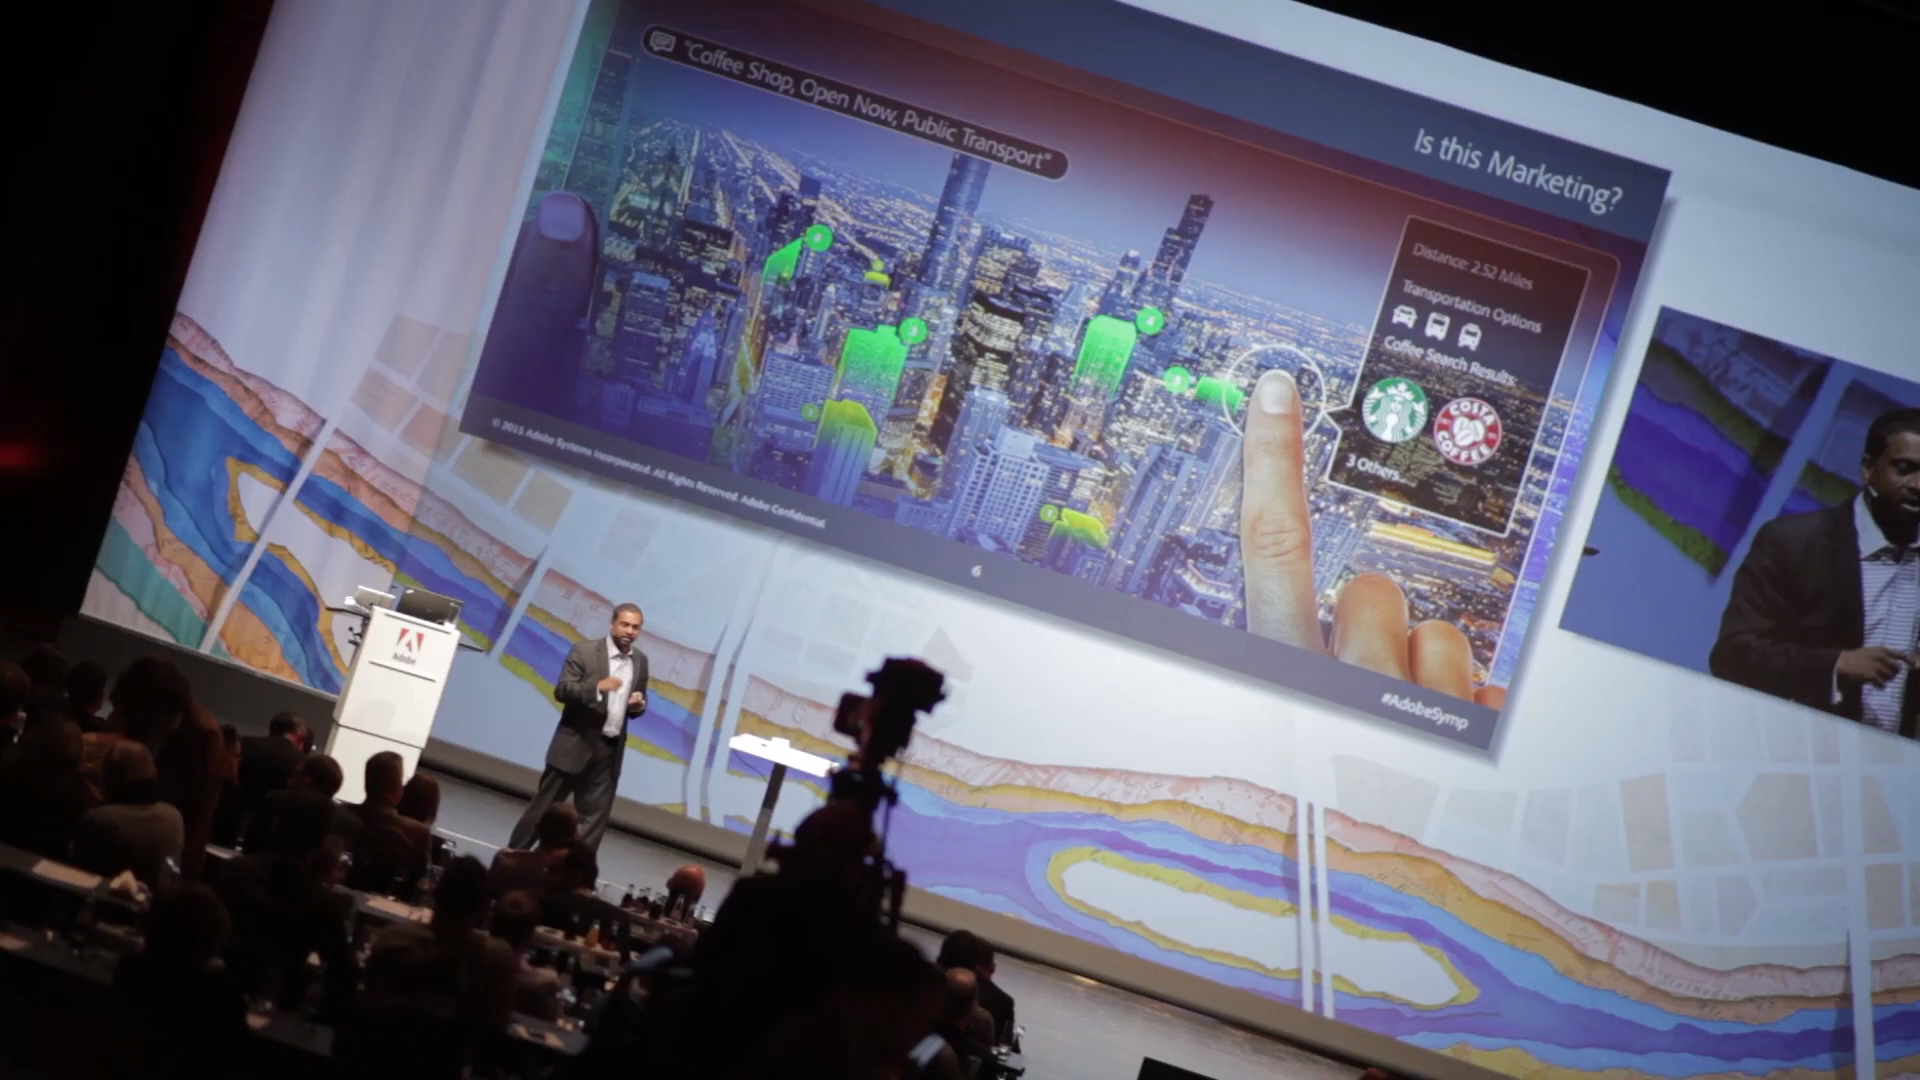 Is this Marketing?
"Coffee Shop, Open Now, Public Transport"
Distance: 2.52 Miles
Transportation Options
Coffee Search Results
COSTA
COFFEE
3 Others
© 2015 Adobe Systems Incorporated. All Rights Reserved. Adobe Confidential.
6
#AdobeSymp
Adobe